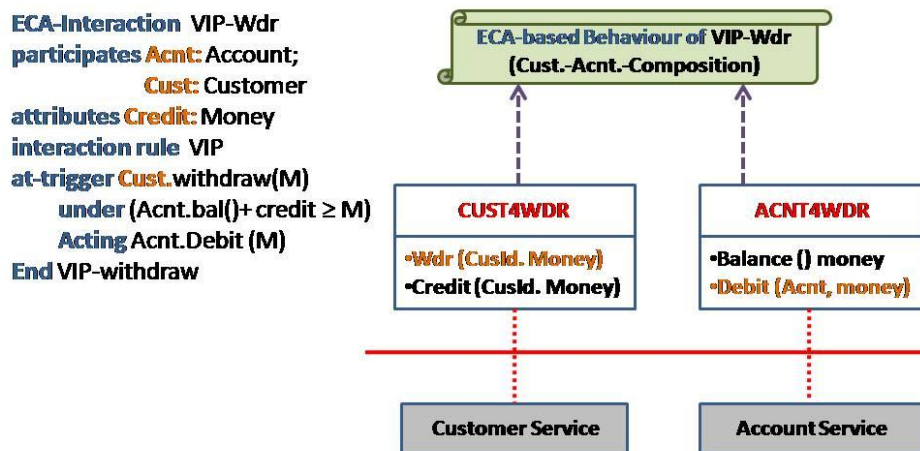 ECA-Interaction VIP-Wdr
participates Acnt: Account;
Cust: Customer
attributes Credit: Money
interaction rule VIP
at-trigger Cust.withdraw(M)
under (Acnt.bal()+ credit ≥ M)
Acting Acnt.Debit (M)
End VIP-withdraw
ECA-based Behaviour of VIP-Wdr
(Cust.-Acnt.-Composition)
CUST4WDR
•Wdr (CusId. Money)
•Credit (CusId. Money)
ACNT4WDR
•Balance () money
•Debit (Acnt, money)
Customer Service
Account Service